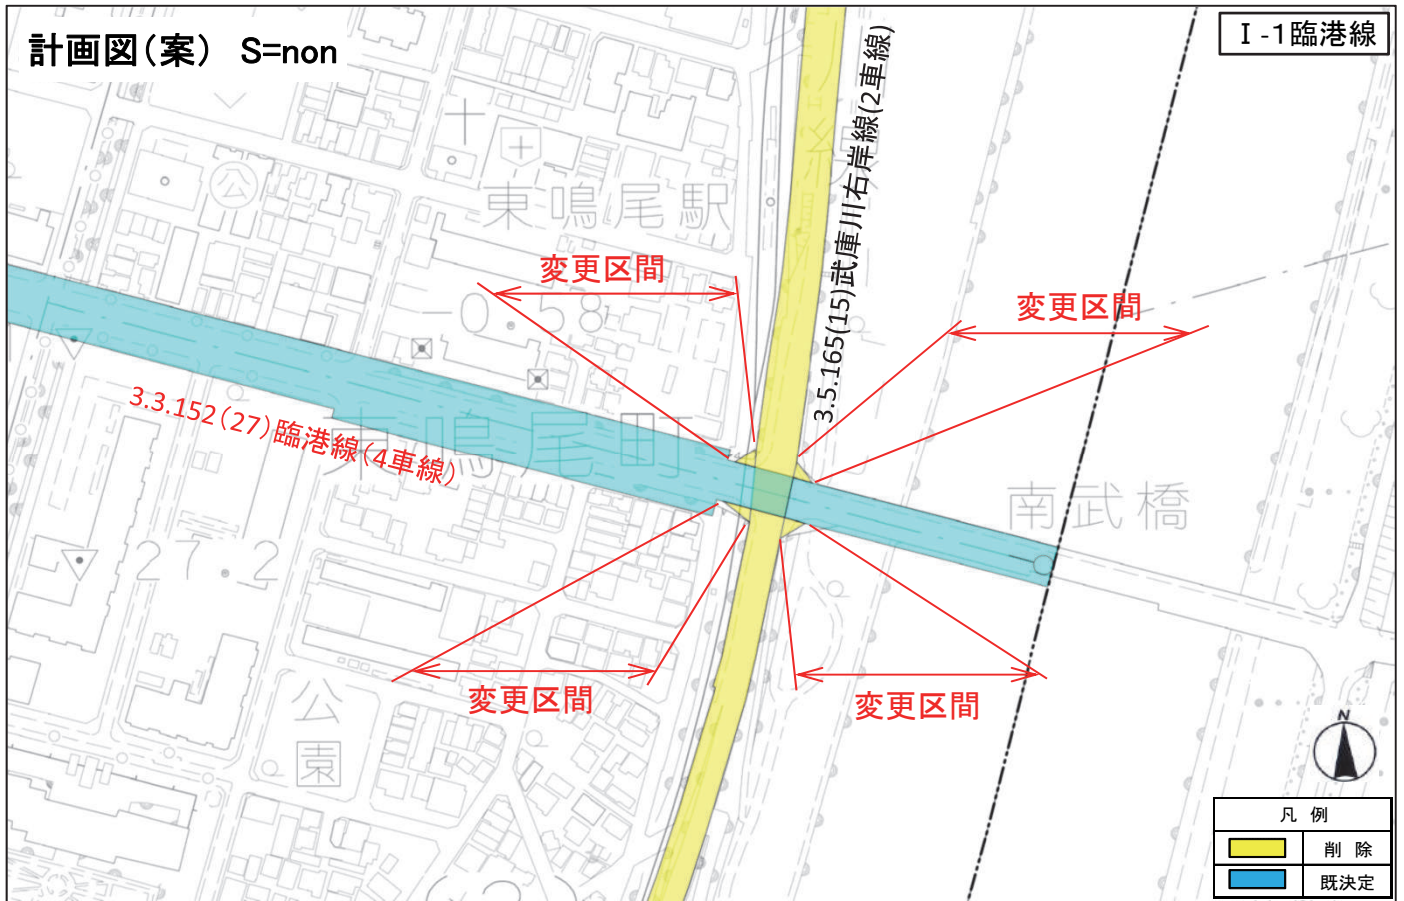 計画図(案) S=non
Ⅰ-1臨港線
3.5.165(15)武庫川右岸線(2車線)
東鳴尾駅
変更区間
変更区間
0.58
3.3.152(27)臨港線(4車線)
東鳴尾町
南武橋
27.2
変更区間
変更区間
公園
N
凡 例
削 除
既決定